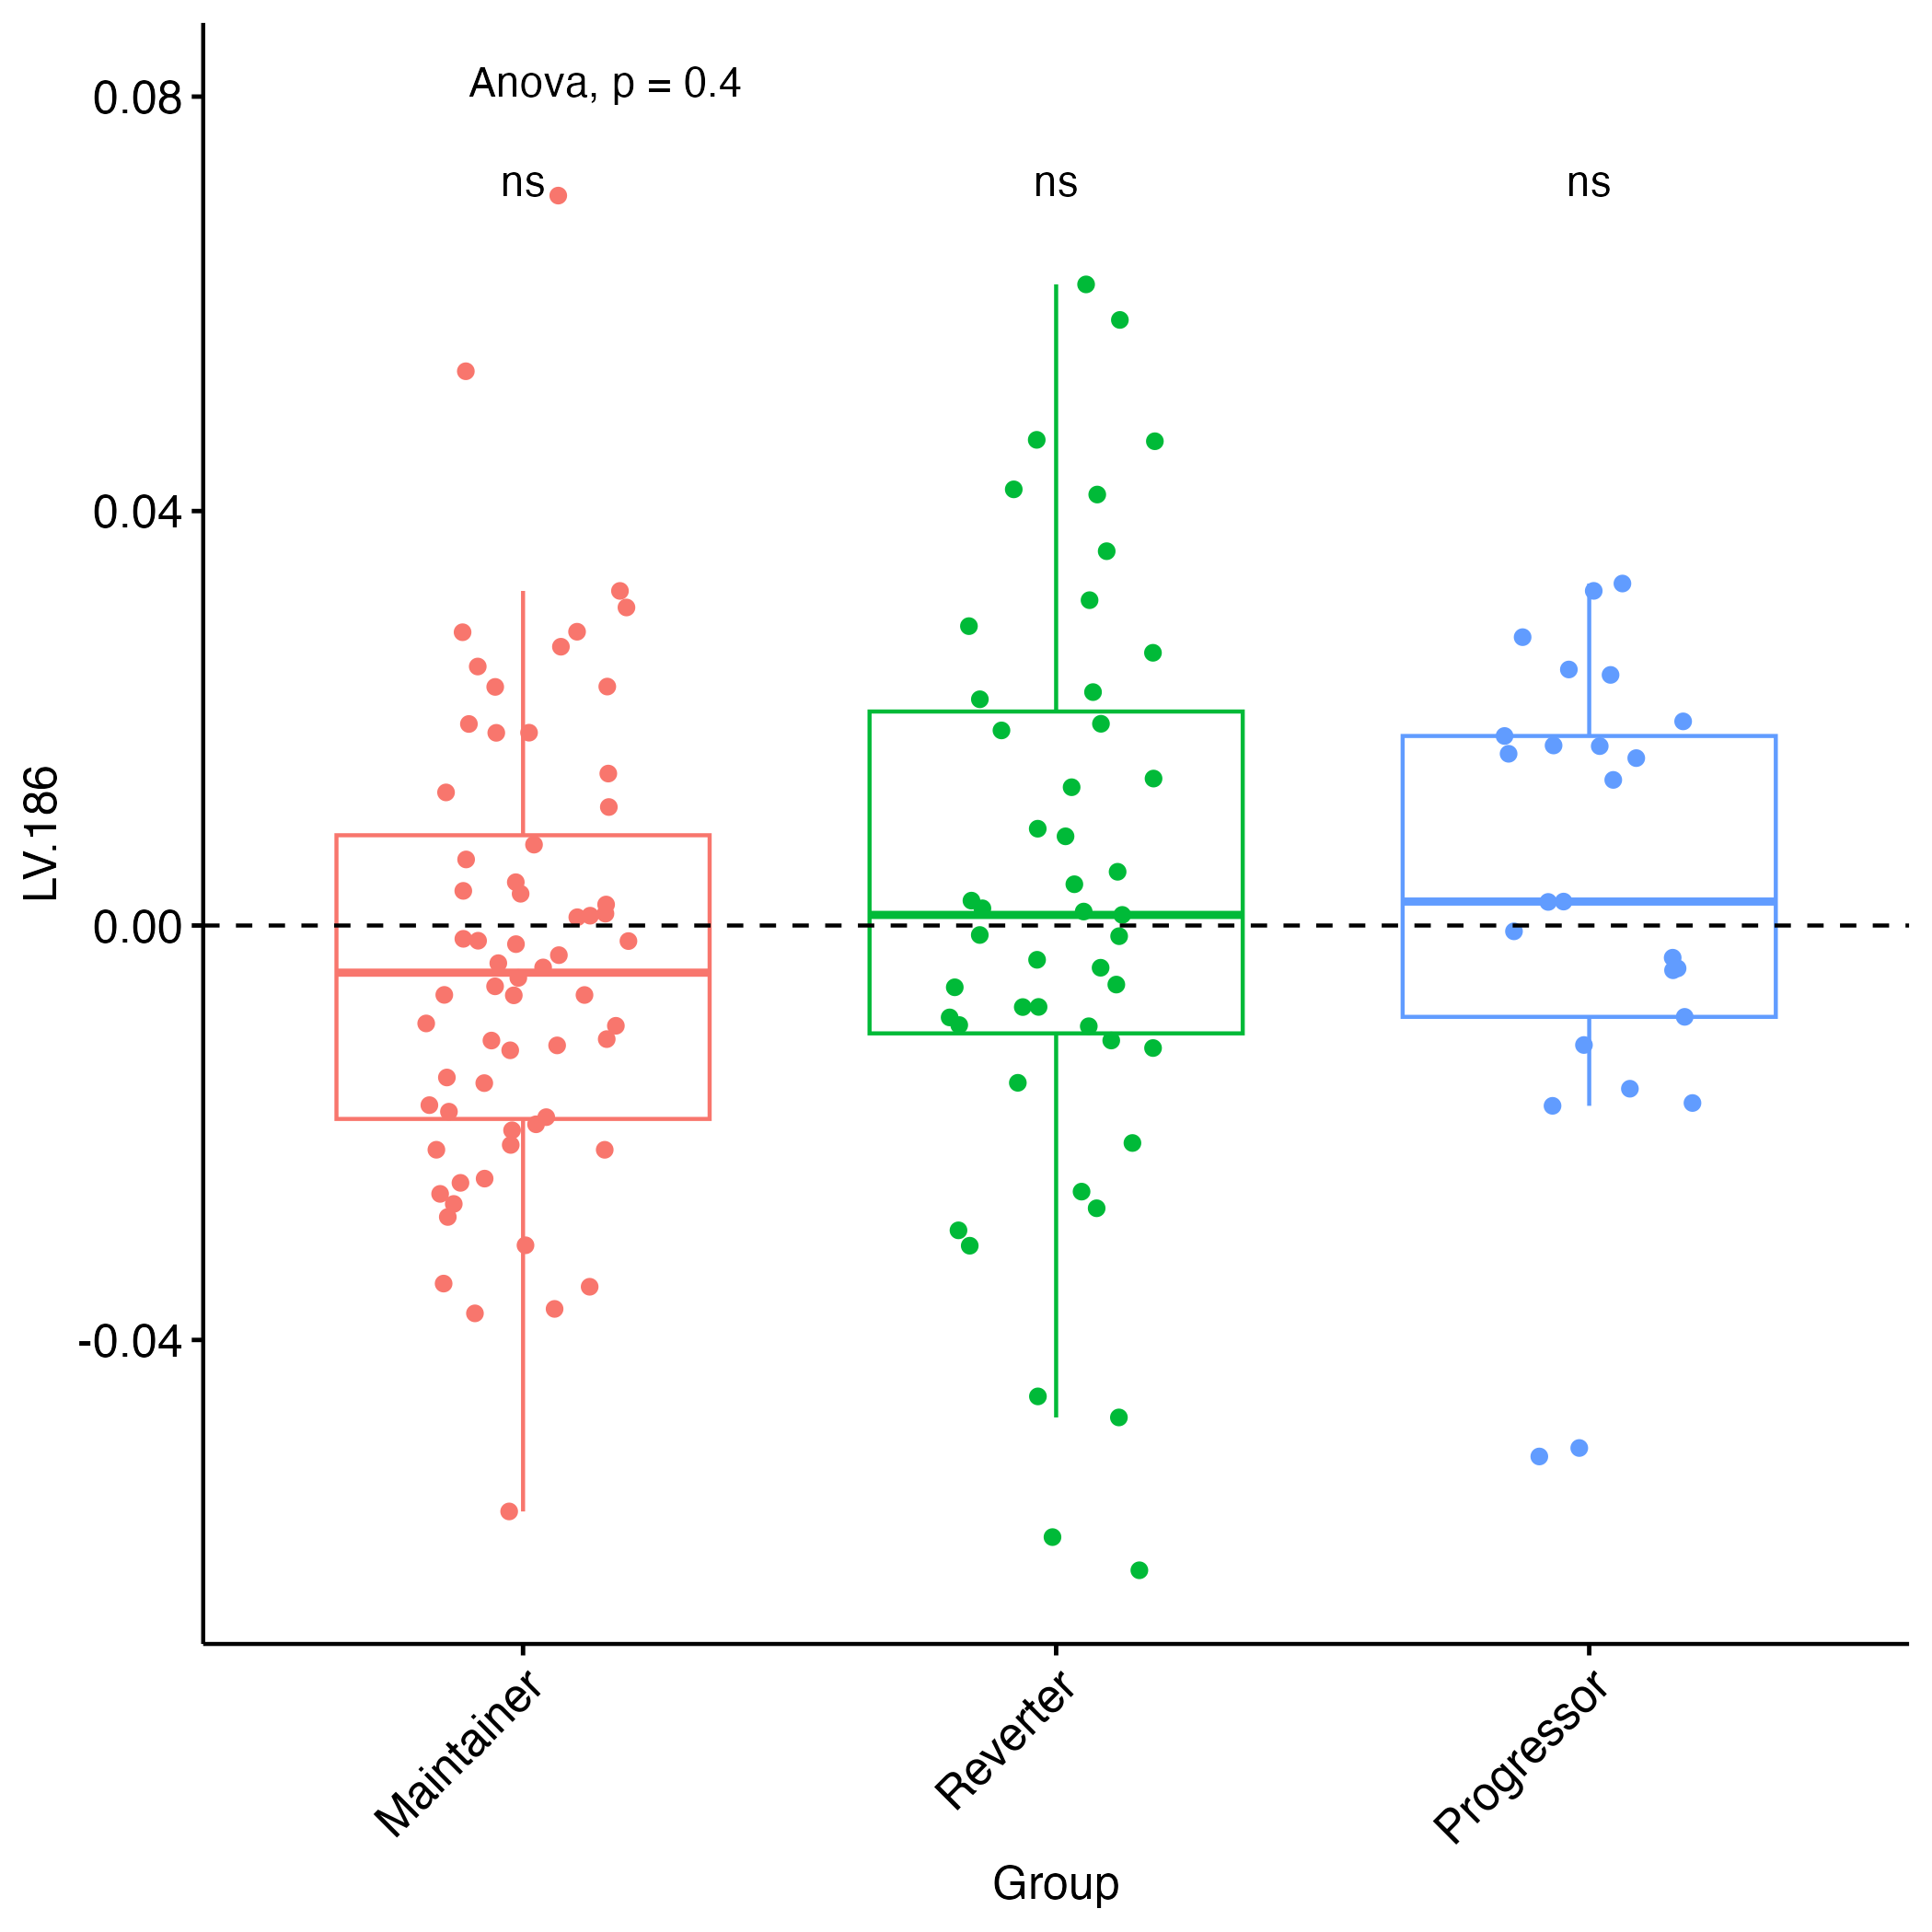 Anova, p = 0.4
ns
ns
ns
0.08
0.04
0.00
-0.04
LV.186
Maintainer
Reverter
Progressor
Group